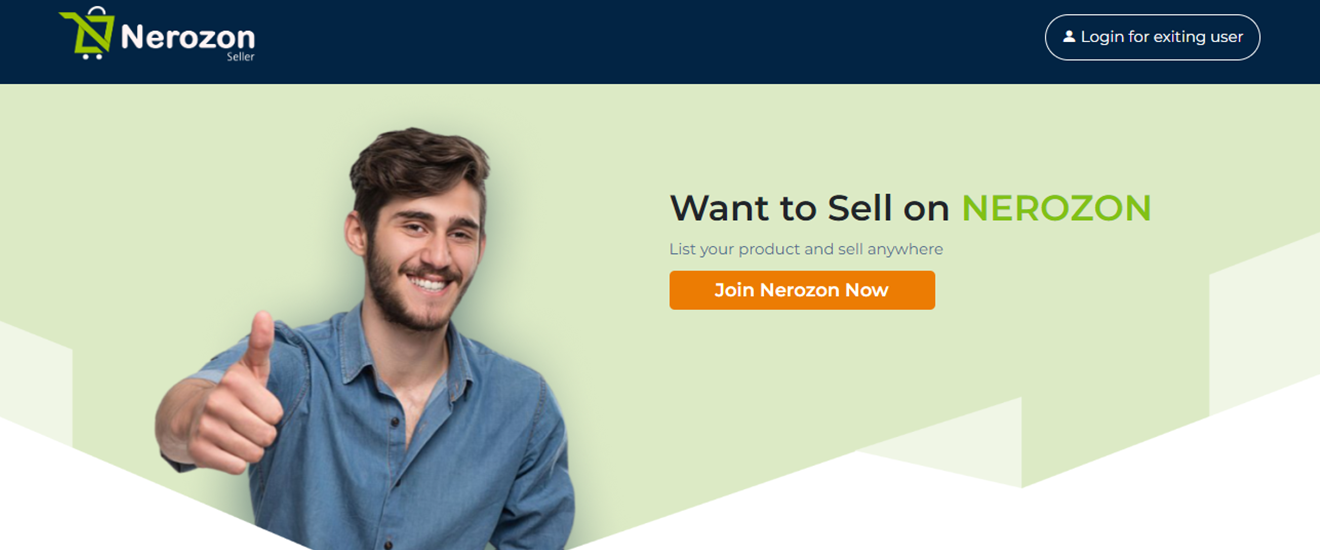 Nerozon
Seller
Login for exiting user
Want to Sell on NEROZON
List your product and sell anywhere
Join Nerozon Now